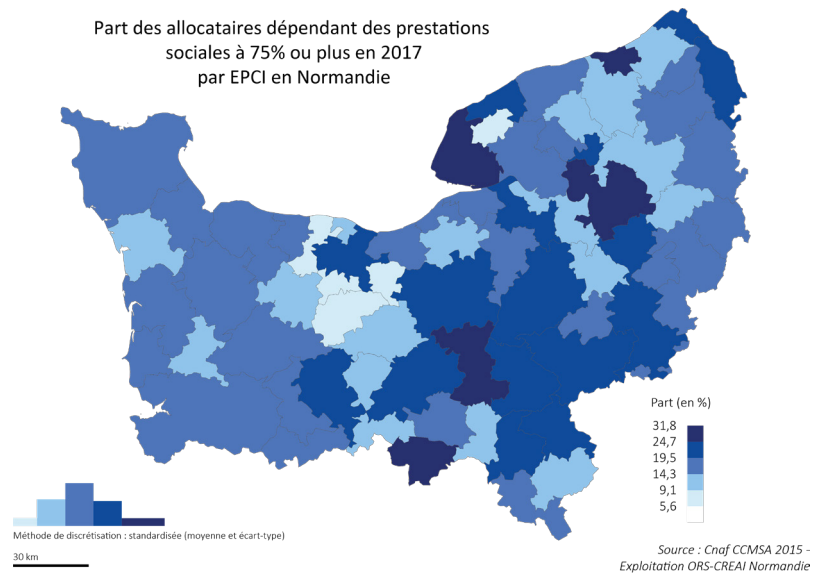 Part des allocataires dépendant des prestations
sociales à 75% ou plus en 2017
par EPCI en Normandie
Part (en %)
31,8
24,7
19,5
14,3
9,1
5,6
Méthode de discrétisation : standardisée (moyenne et écart-type)
30 km
Source : Cnaf CCMSA 2015 -
Exploitation ORS-CREAI Normandie